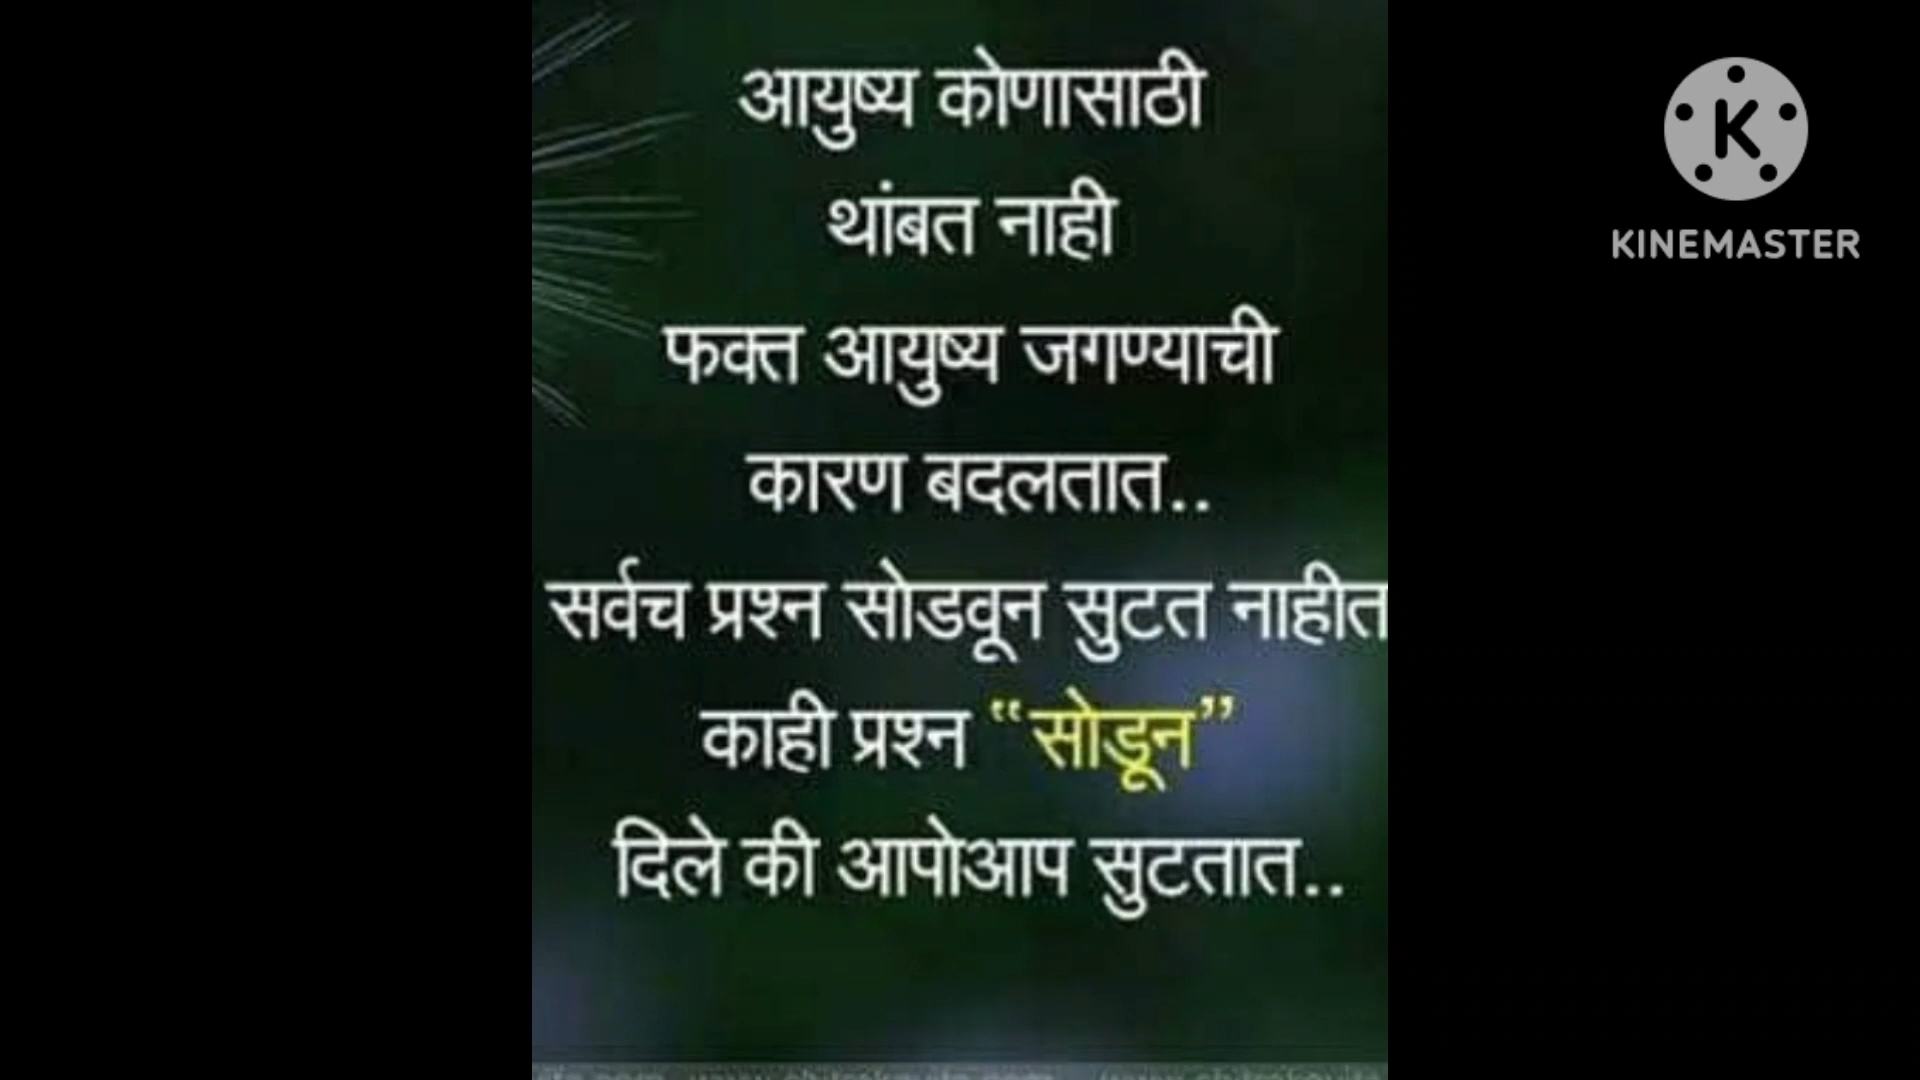 आयुष्य कोणासाठी
थांबत नाही
फक्त आयुष्य जगण्याची
कारण बदलतात..
सर्वच प्रश्न सोडवून सुटत नाहीत
काही प्रश्न “सोडून”
दिले की आपोआप सुटतात..
K
KINEMASTER